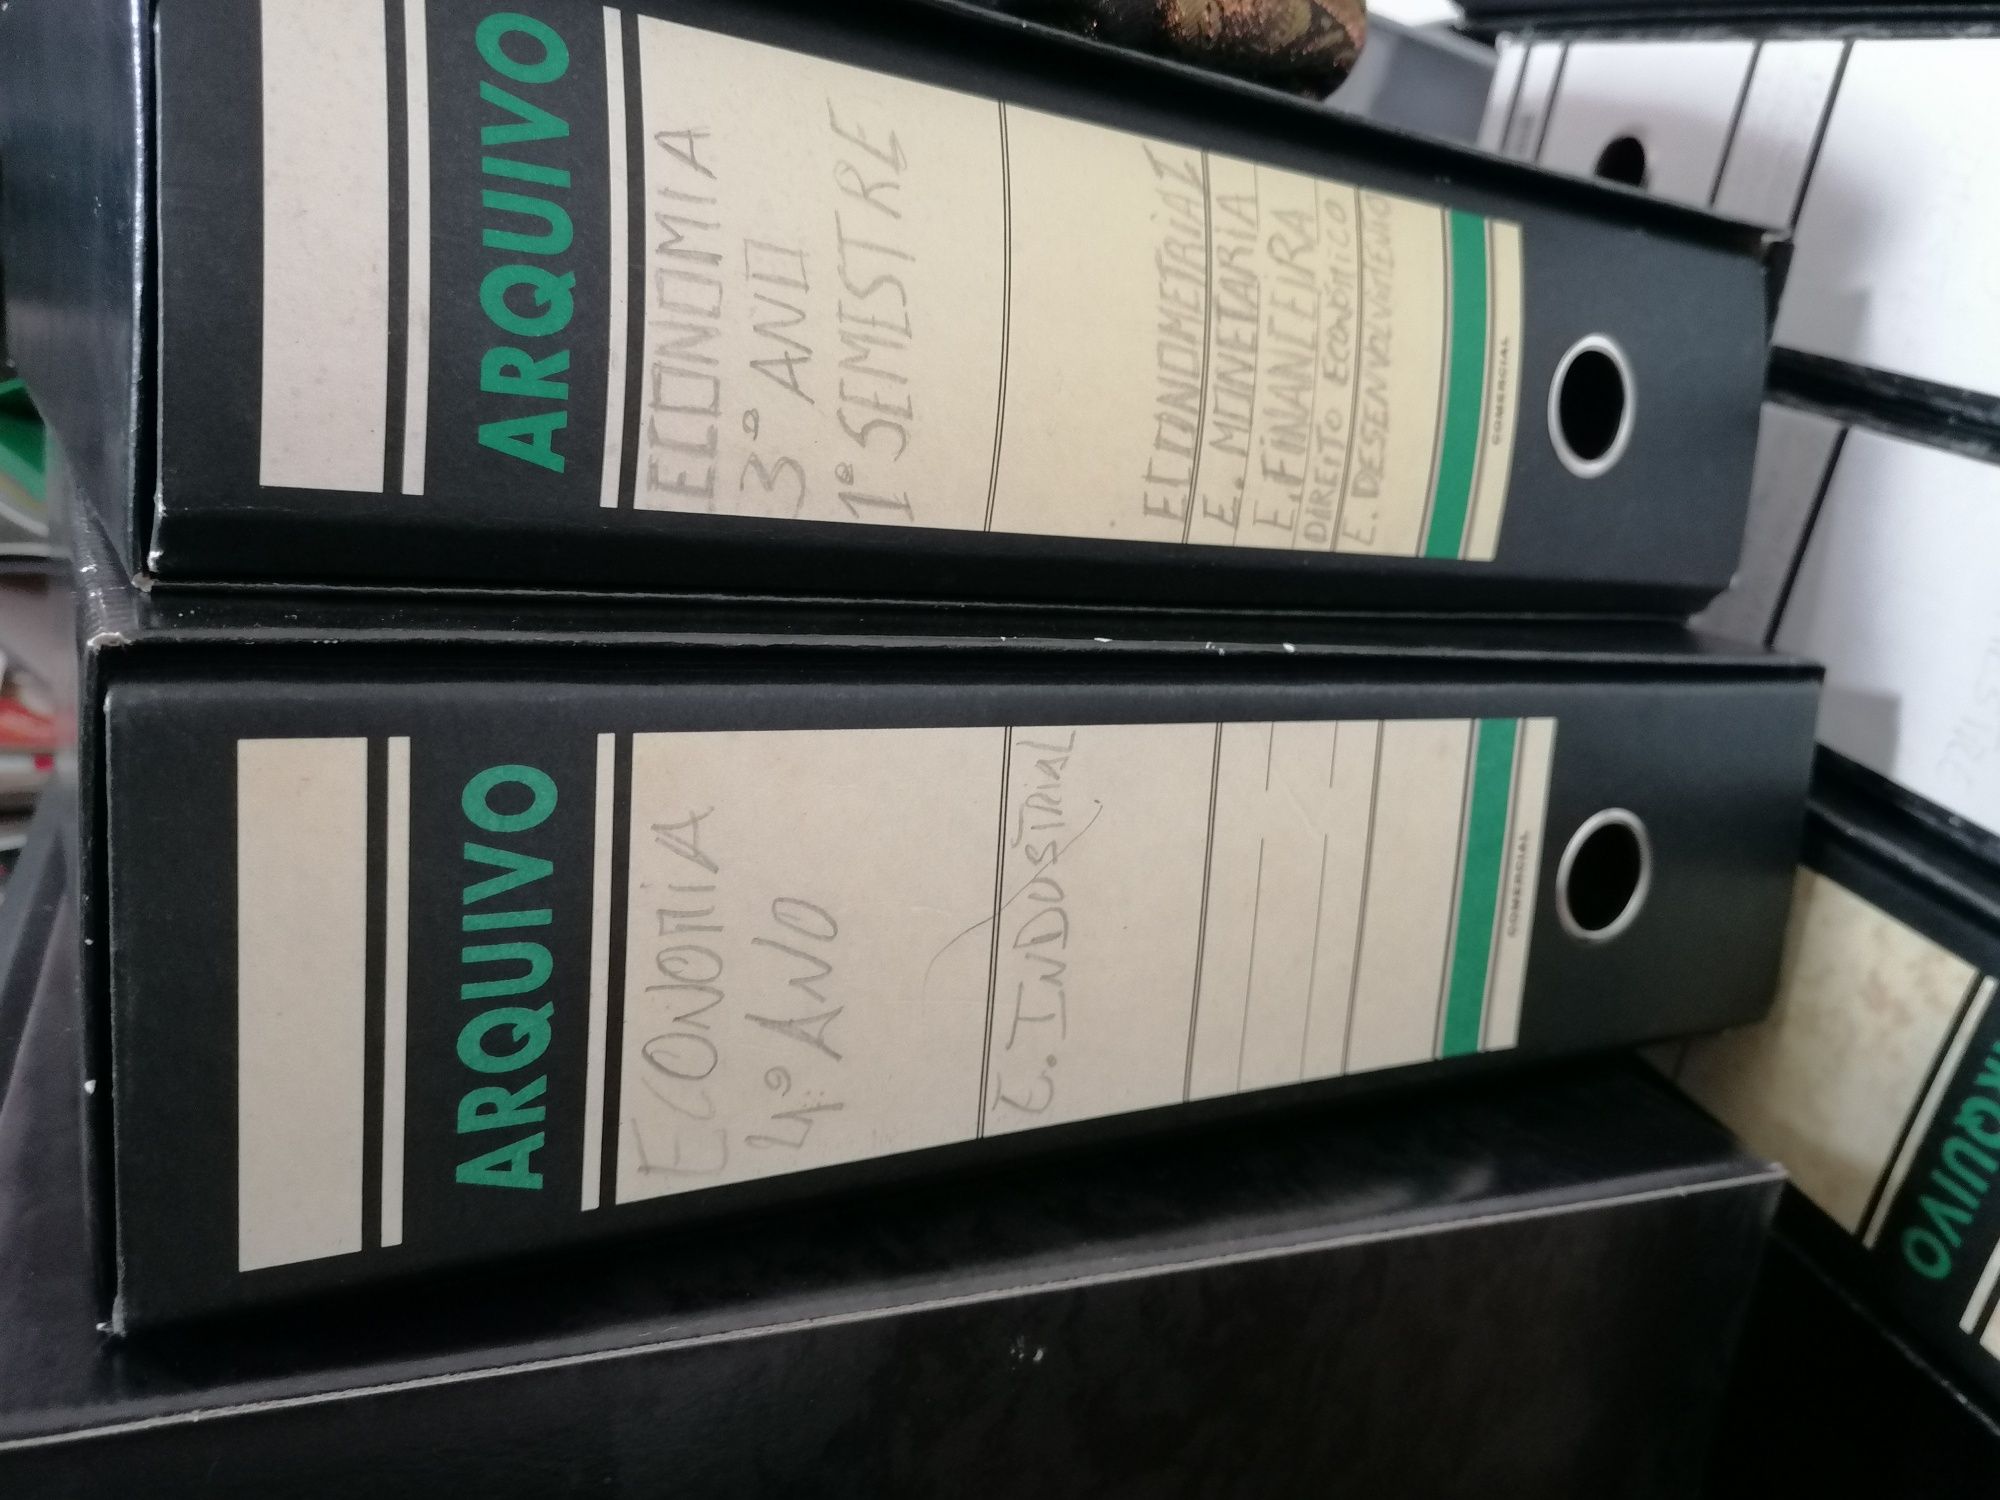 ARQUIVO
ECONOMIA
3º ANO
1º SEMESTRE
ECONOMETRIA I
E. MONETARIA
E. FINANCEIRA
DIREITO ECONÓMICO
E. DESENVOLVIMENTO
COMERCIAL
ARQUIVO
ECONOMIA
4º ANO
E. INDUSTRIAL
COMERCIAL
RQUIVO